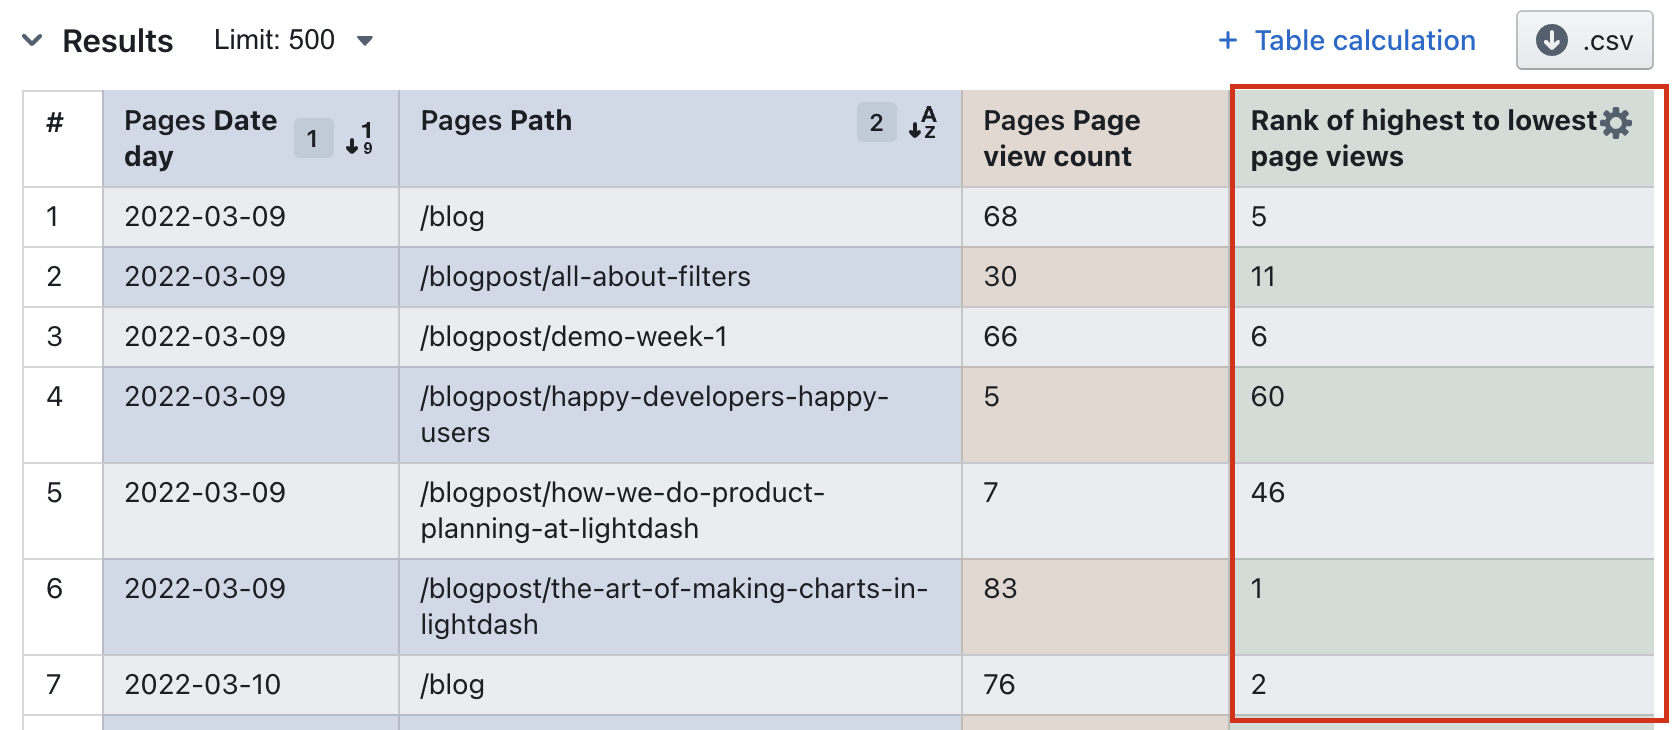 Results Limit: 500 + Table calculation .csv
# Pages Date day 1 1 9 Pages Path 2 A Z Pages Page view count Rank of highest to lowest page views
1 2022-03-09 /blog 68 5
2 2022-03-09 /blogpost/all-about-filters 30 11
3 2022-03-09 /blogpost/demo-week-1 66 6
4 2022-03-09 /blogpost/happy-developers-happy-
users 5 60
5 2022-03-09 /blogpost/how-we-do-product-
planning-at-lightdash 7 46
6 2022-03-09 /blogpost/the-art-of-making-charts-in-
lightdash 83 1
7 2022-03-10 /blog 76 2